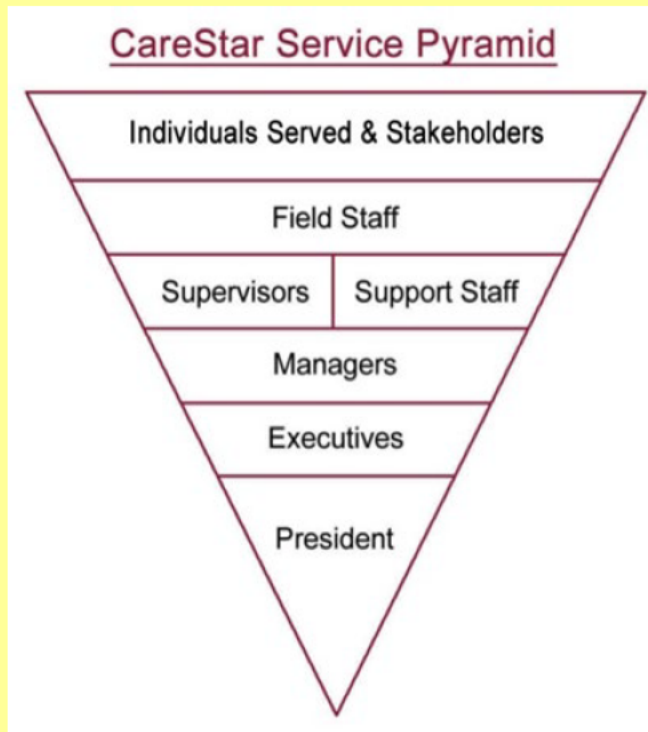 CareStar Service Pyramid
Individuals Served & Stakeholders
Field Staff
Supervisors
Support Staff
Managers
Executives
President